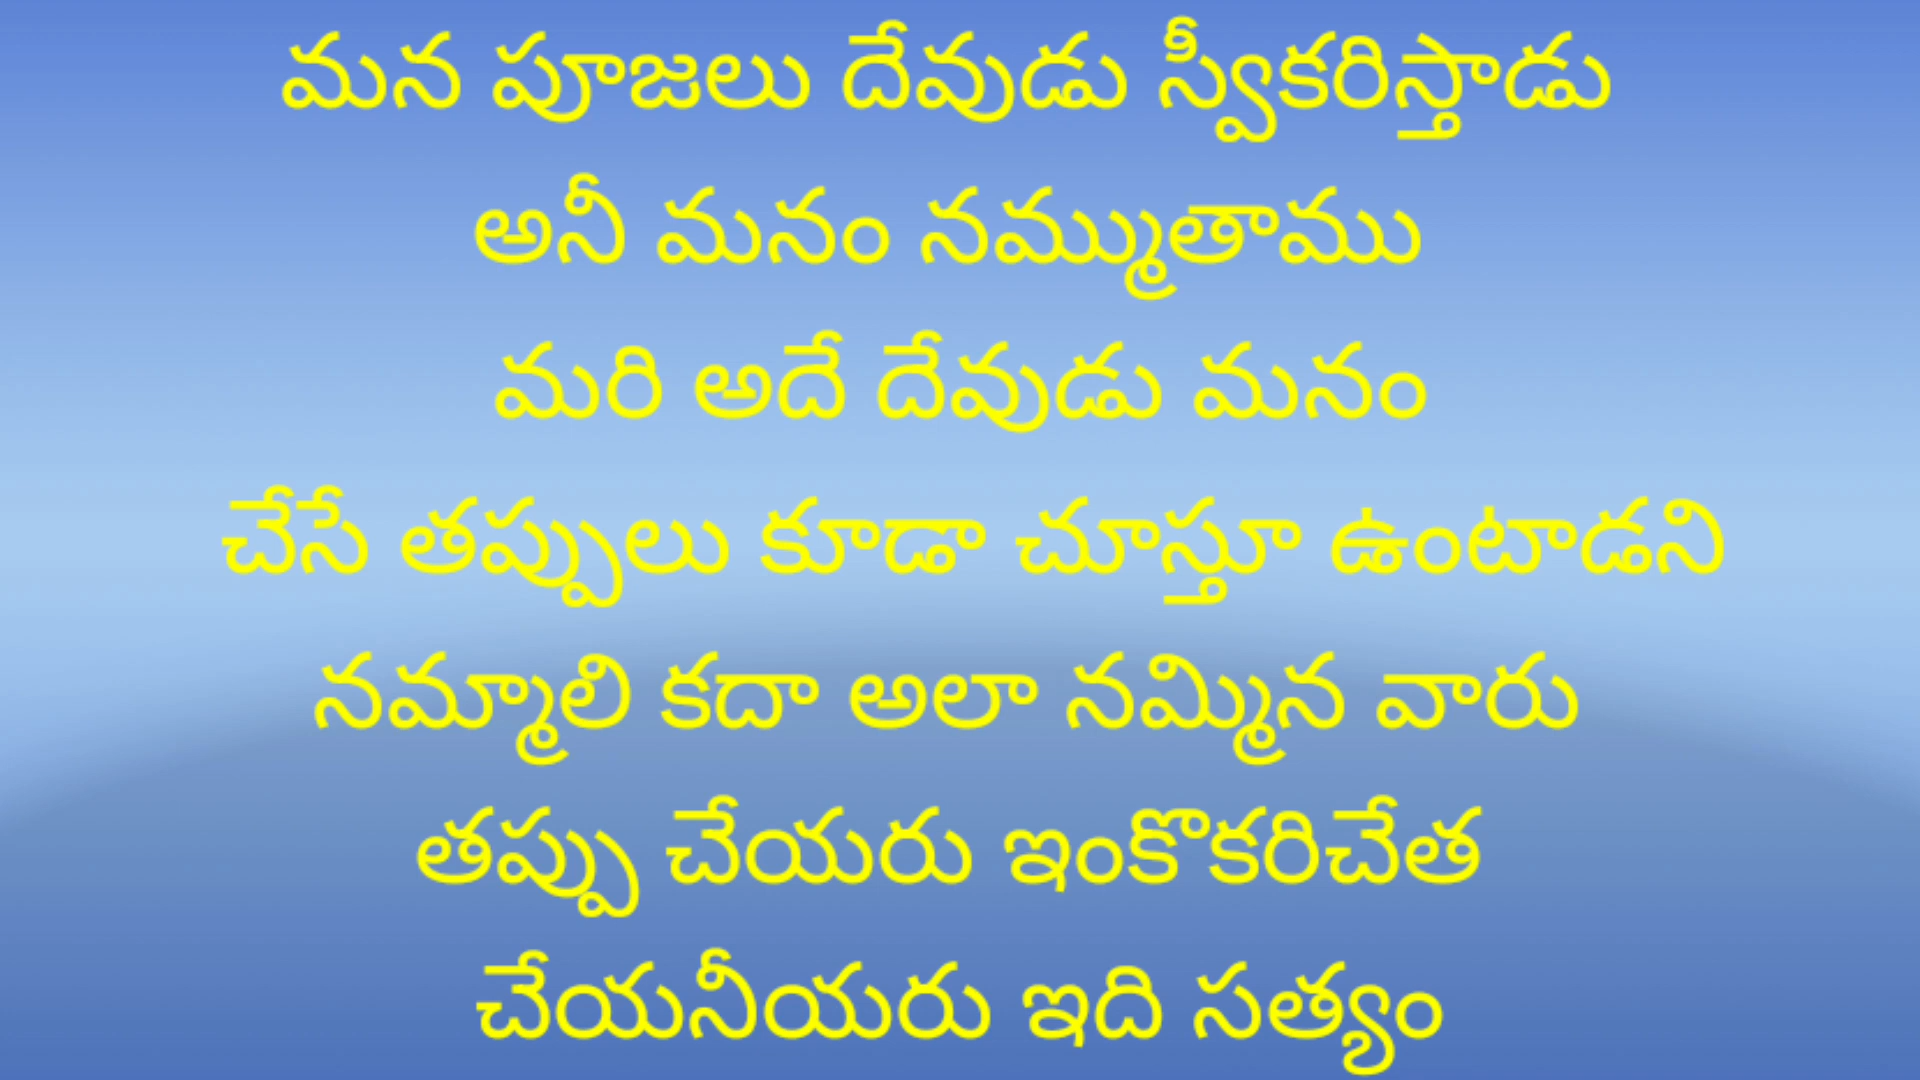 మన పూజలు దేవుడు స్వీకరిస్తాడు
అనీ మనం నమ్ముతాము
మరి అదే దేవుడు మనం
చేసే తప్పులు కూడా చూస్తూ ఉంటాడని
నమ్మాలి కదా అలా నమ్మిన వారు
తప్పు చేయరు ఇంకొకరిచేత
చేయనీయరు ఇది సత్యం